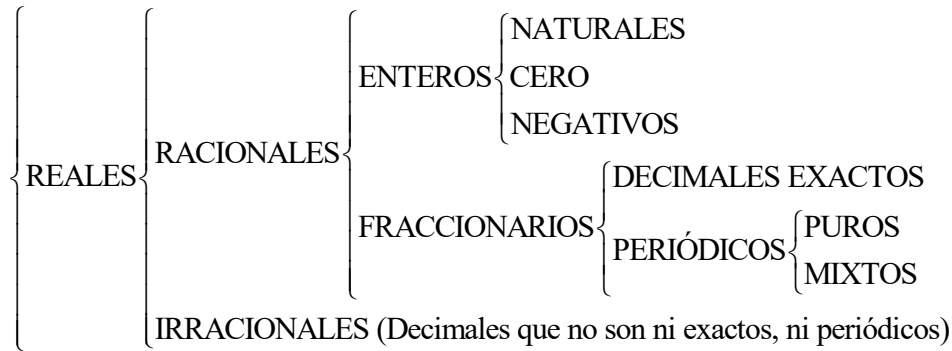 NATURALES
ENTEROS CERO
NEGATIVOS
REALES RACIONALES
DECIMALES EXACTOS
FRACCIONARIOS
PERIÓDICOS PUROS
MIXTOS
IRRACIONALES (Decimales que no son ni exactos, ni periódicos)